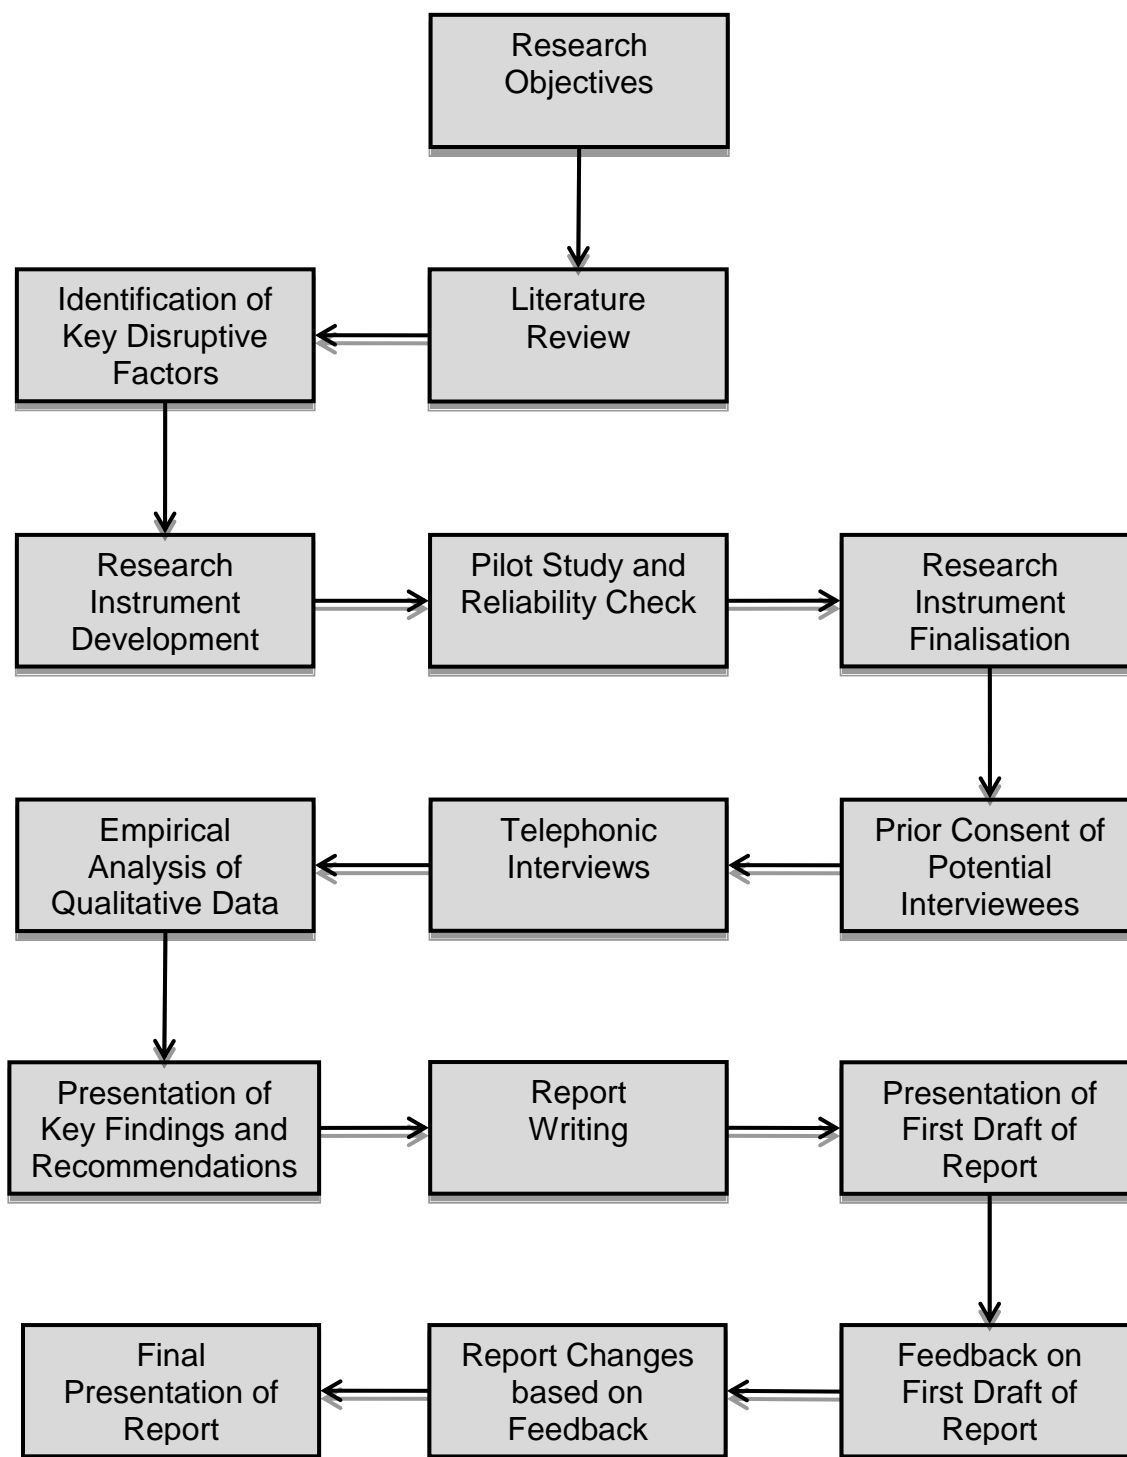 Research
Objectives
Literature
Review
Identification of
Key Disruptive
Factors
Research
Instrument
Development
Pilot Study and
Reliability Check
Research
Instrument
Finalisation
Prior Consent of
Potential
Interviewees
Telephonic
Interviews
Empirical
Analysis of
Qualitative Data
Presentation of
Key Findings and
Recommendations
Report
Writing
Presentation of
First Draft of
Report
Feedback on
First Draft of
Report
Report Changes
based on
Feedback
Final
Presentation of
Report